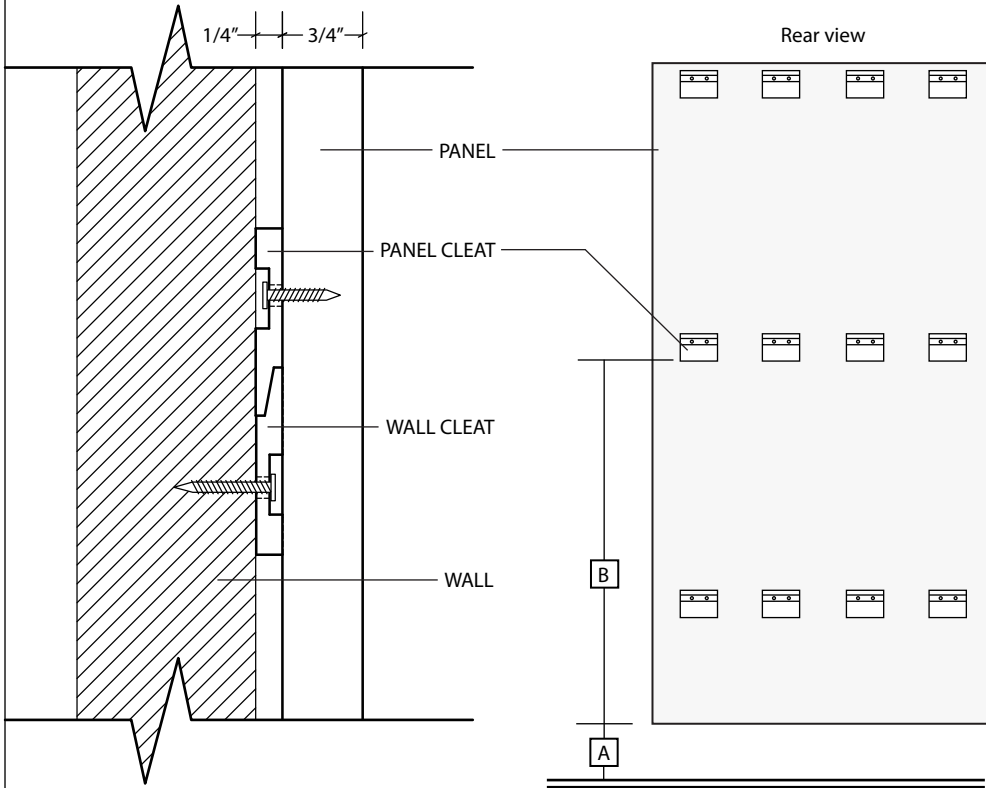 1/4” 3/4”
Rear view
PANEL
PANEL CLEAT
WALL CLEAT
B
WALL
A